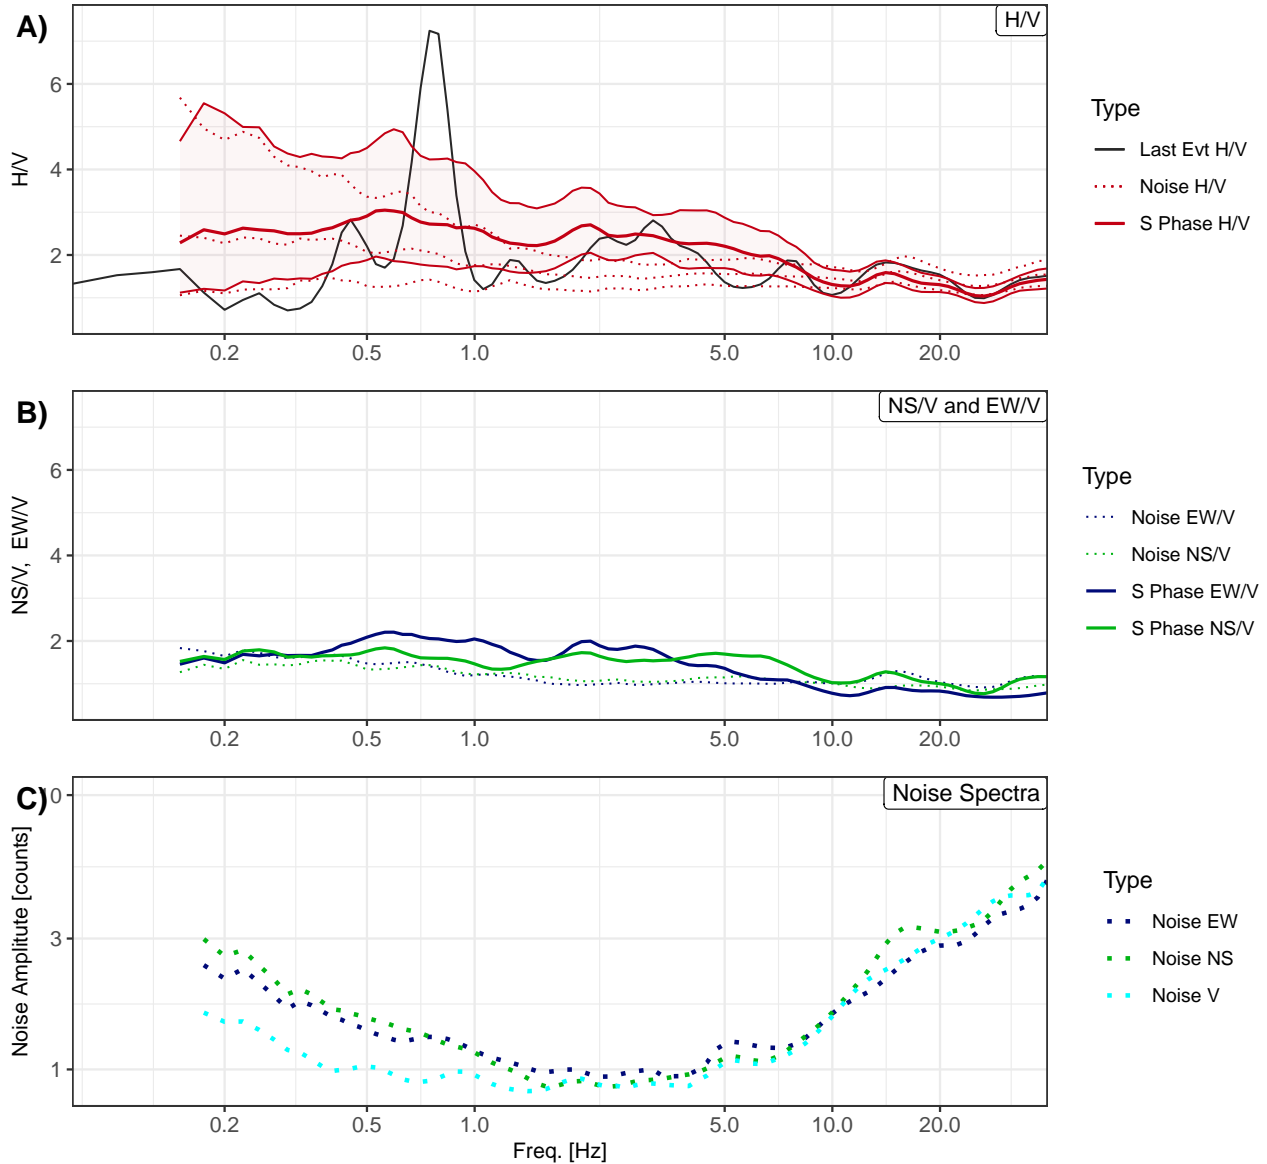 A)
H/V
6
4
2
H/V
0.2 0.5 1.0 5.0 10.0 20.0
Type
Last Evt H/V
Noise H/V
S Phase H/V
B)
NS/V and EW/V
6
4
2
NS/V, EW/V
0.2 0.5 1.0 5.0 10.0 20.0
Type
Noise EW/V
Noise NS/V
S Phase EW/V
S Phase NS/V
C)
0
Noise Spectra
3
1
Noise Amplitute [counts]
0.2 0.5 1.0 5.0 10.0 20.0
Freq. [Hz]
Type
Noise EW
Noise NS
Noise V